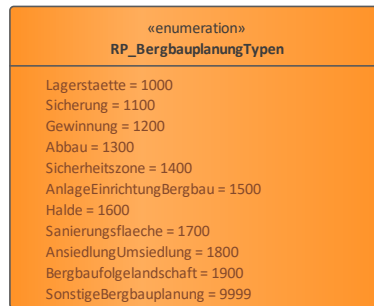 «enumeration»
RP_BergbauplanungTypen
Lagerstaette = 1000
Sicherung = 1100
Gewinnung = 1200
Abbau = 1300
Sicherheitszone = 1400
AnlageEinrichtungBergbau = 1500
Halde = 1600
Sanierungsflaeche = 1700
AnsiedlungUmsiedlung = 1800
Bergbaufolgelandschaft = 1900
SonstigeBergbauplanung = 9999